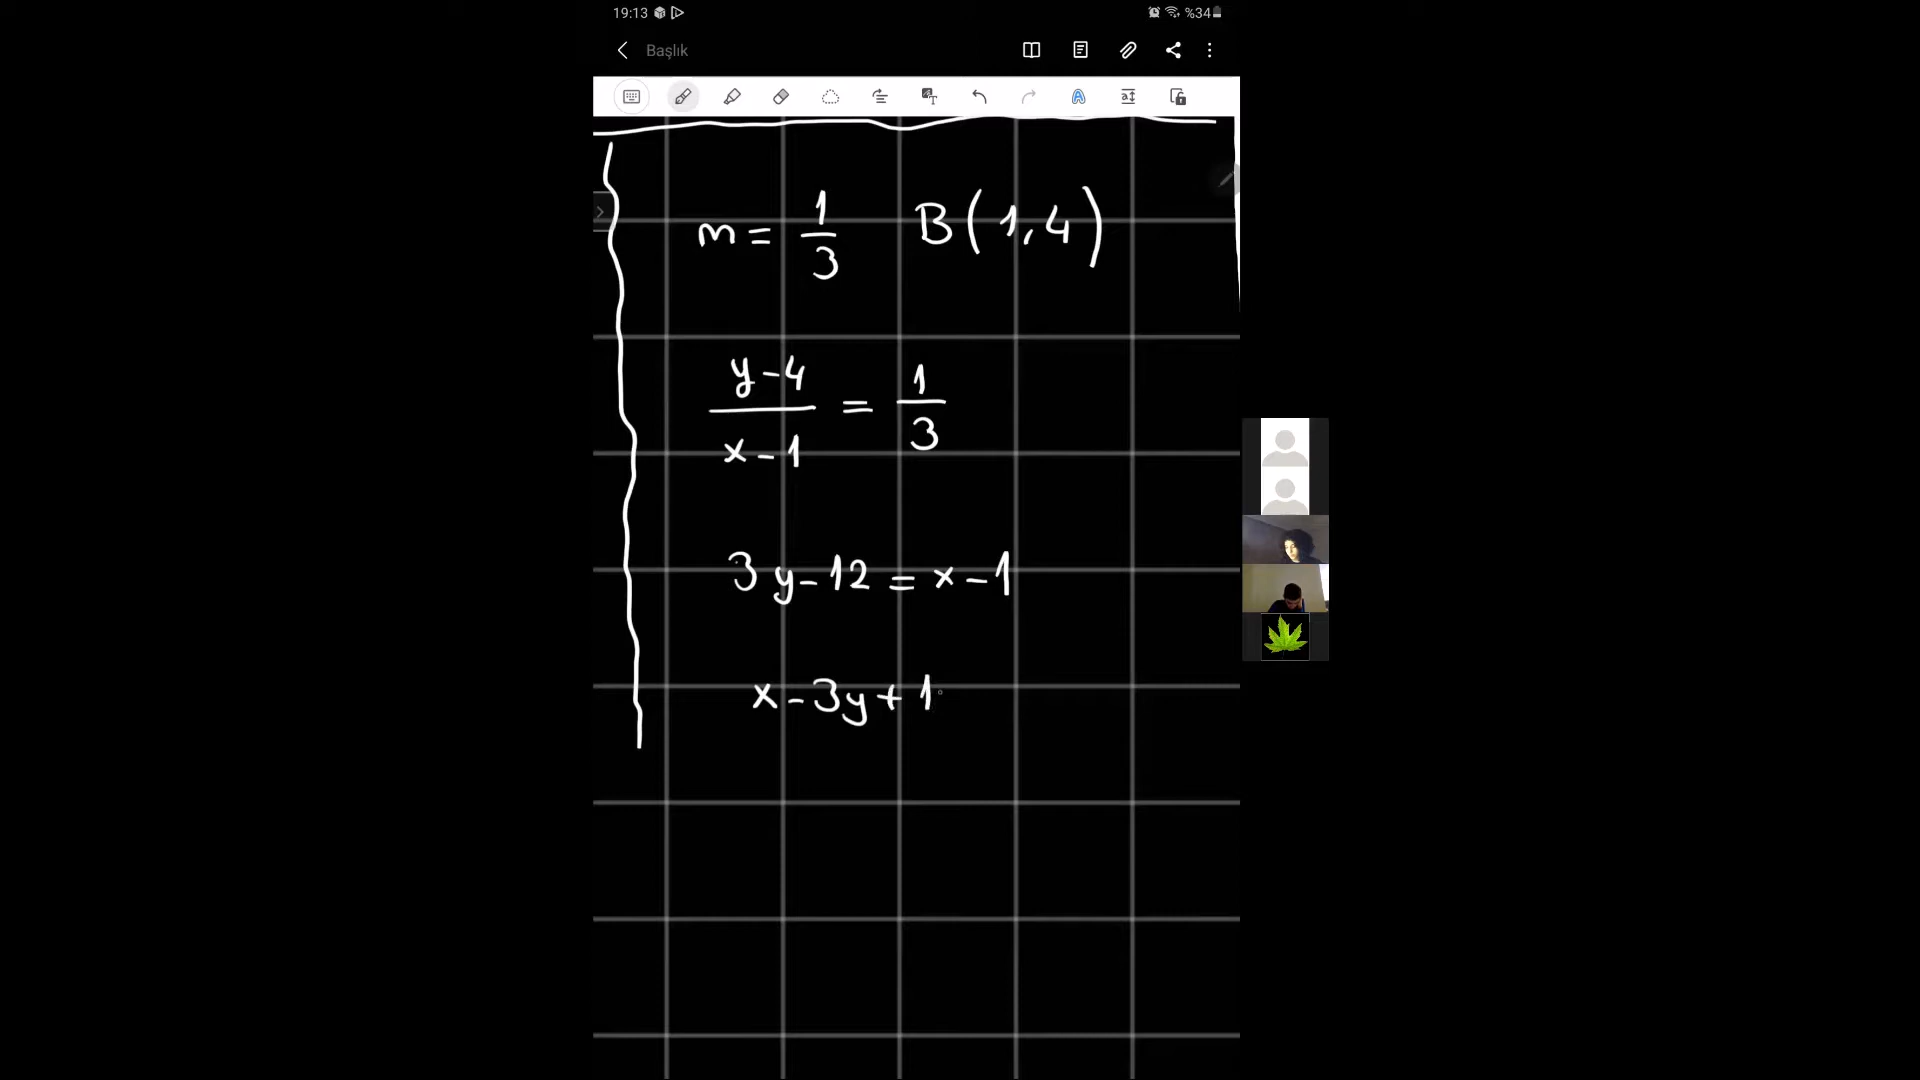 19:13 %34
Başlık
m = 1/3 B(1,4)
y-4/x-1 = 1/3
3y-12 = x-1
x-3y+1